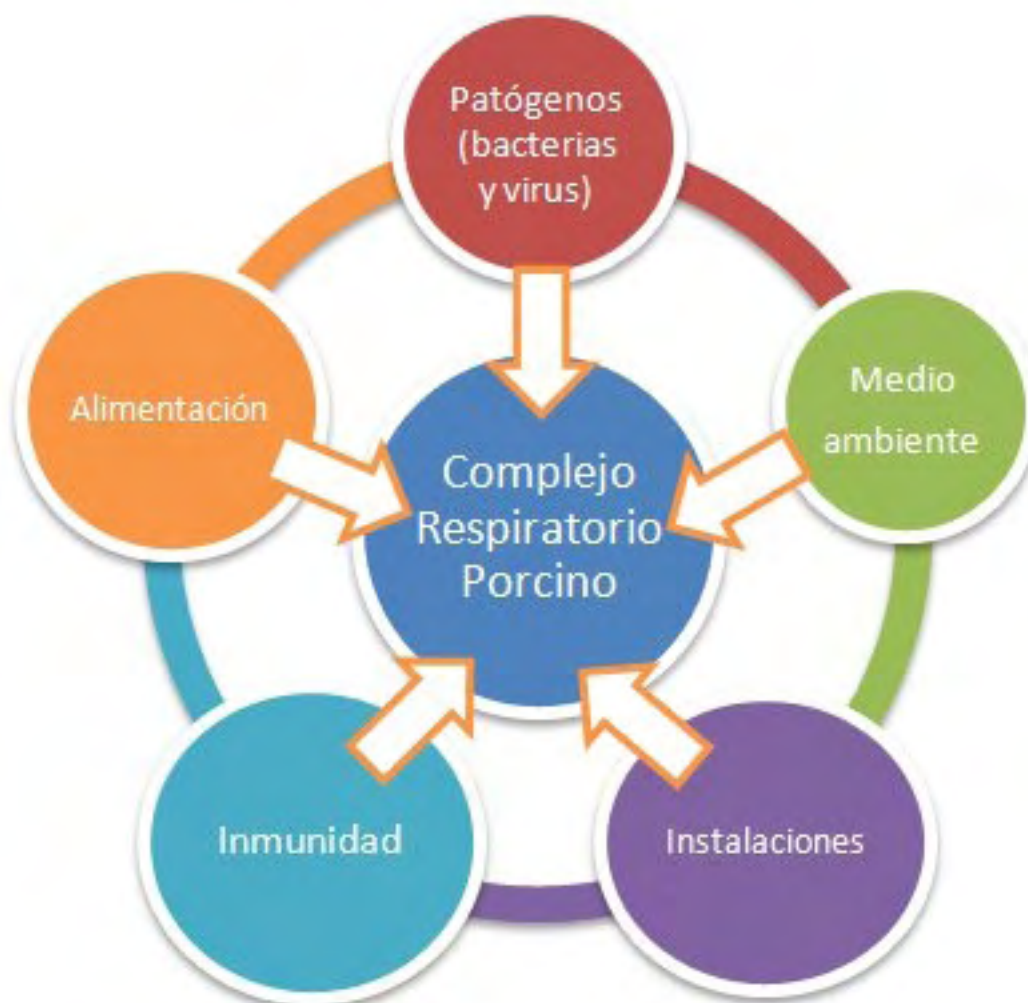 Patógenos
(bacterias
y virus)
Medio
ambiente
Alimentación
Complejo
Respiratorio
Porcino
Inmunidad
Instalaciones